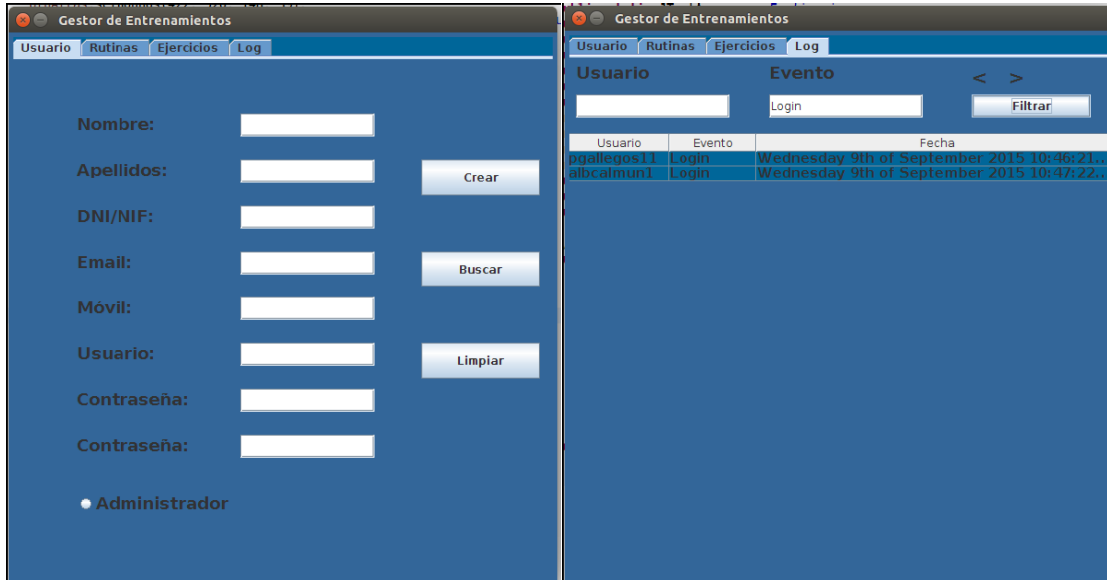 Gestor de Entrenamientos
Usuario Rutinas Ejercicios Log
Nombre:
Apellidos:
Crear
DNI/NIF:
Email:
Buscar
Móvil:
Usuario:
Limpiar
Contraseña:
Contraseña:
Administrador
Gestor de Entrenamientos
Usuario Rutinas Ejercicios Log
Usuario Evento < >
Login Filtrar
Usuario Evento Fecha
pgallegos11 Login Wednesday 9th of September 2015 10:46:21...
albcalmun1 Login Wednesday 9th of September 2015 10:47:22...